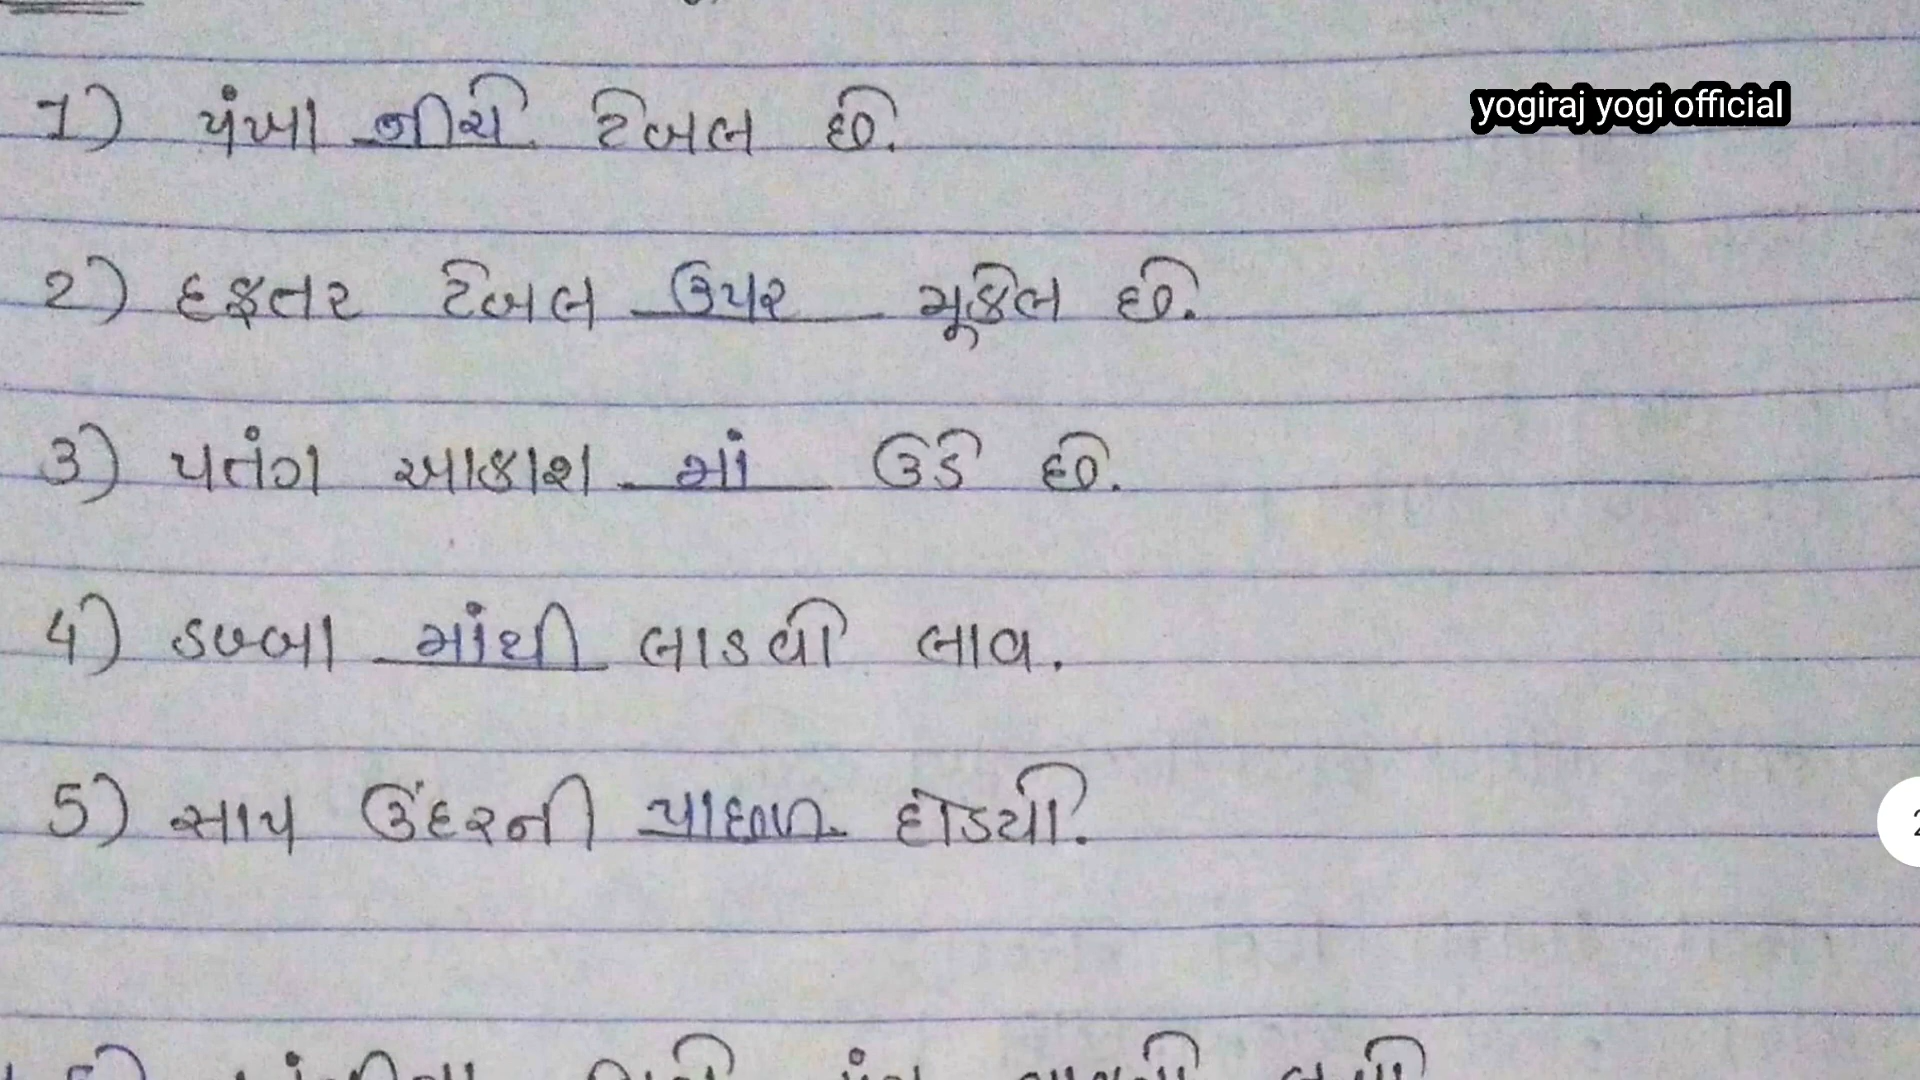 yogiraj yogi official
1) પંખા નીચે ટેબલ છે.
2) દફતર ટેબલ ઉપર મૂકેલ છે.
3) પતંગ આકાશ માં ઉડે છે.
4) ડબ્બા માંથી લાડવો લાવ.
5) સાપ ઉંદરની પાછળ દોડયો.